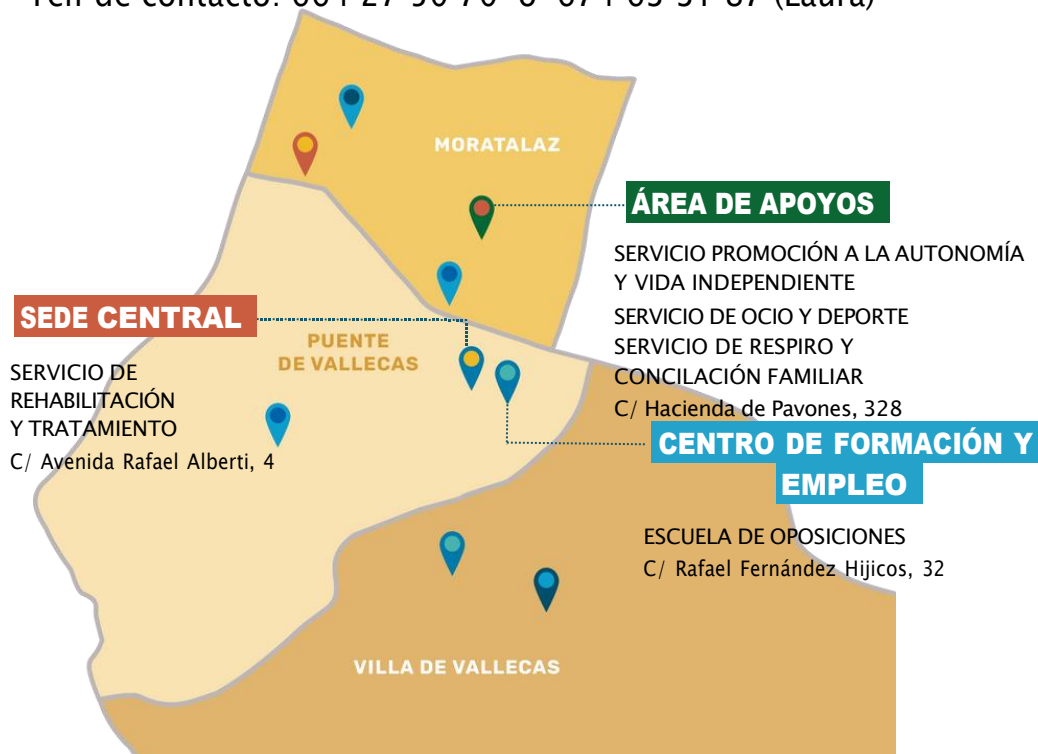 MORATALAZ
ÁREA DE APOYOS
SERVICIO PROMOCIÓN A LA AUTONOMÍA
Y VIDA INDEPENDIENTE
SERVICIO DE OCIO Y DEPORTE
SERVICIO DE RESPIRO Y
CONCILACIÓN FAMILIAR
C/ Hacienda de Pavones, 328
SEDE CENTRAL
SERVICIO DE
REHABILITACIÓN
Y TRATAMIENTO
C/ Avenida Rafael Alberti, 4
PUENTE
DE VALLECAS
CENTRO DE FORMACIÓN Y
EMPLEO
ESCUELA DE OPOSICIONES
C/ Rafael Fernández Hijicos, 32
VILLA DE VALLECAS